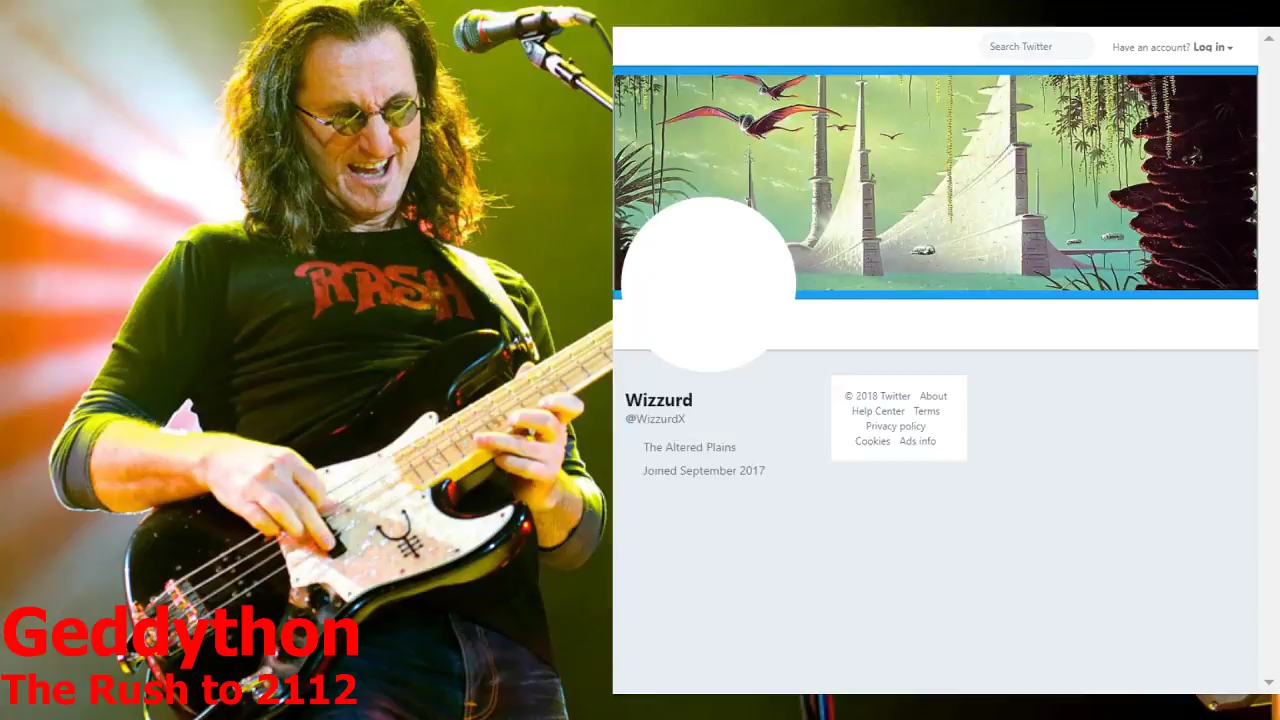 Search Twitter
Have an account? Log in
RASH
Wizzurd
@WizzurdX
The Altered Plains
Joined September 2017
© 2018 Twitter About
Help Center Terms
Privacy policy
Cookies Ads info
Geddython
The Rush to 2112